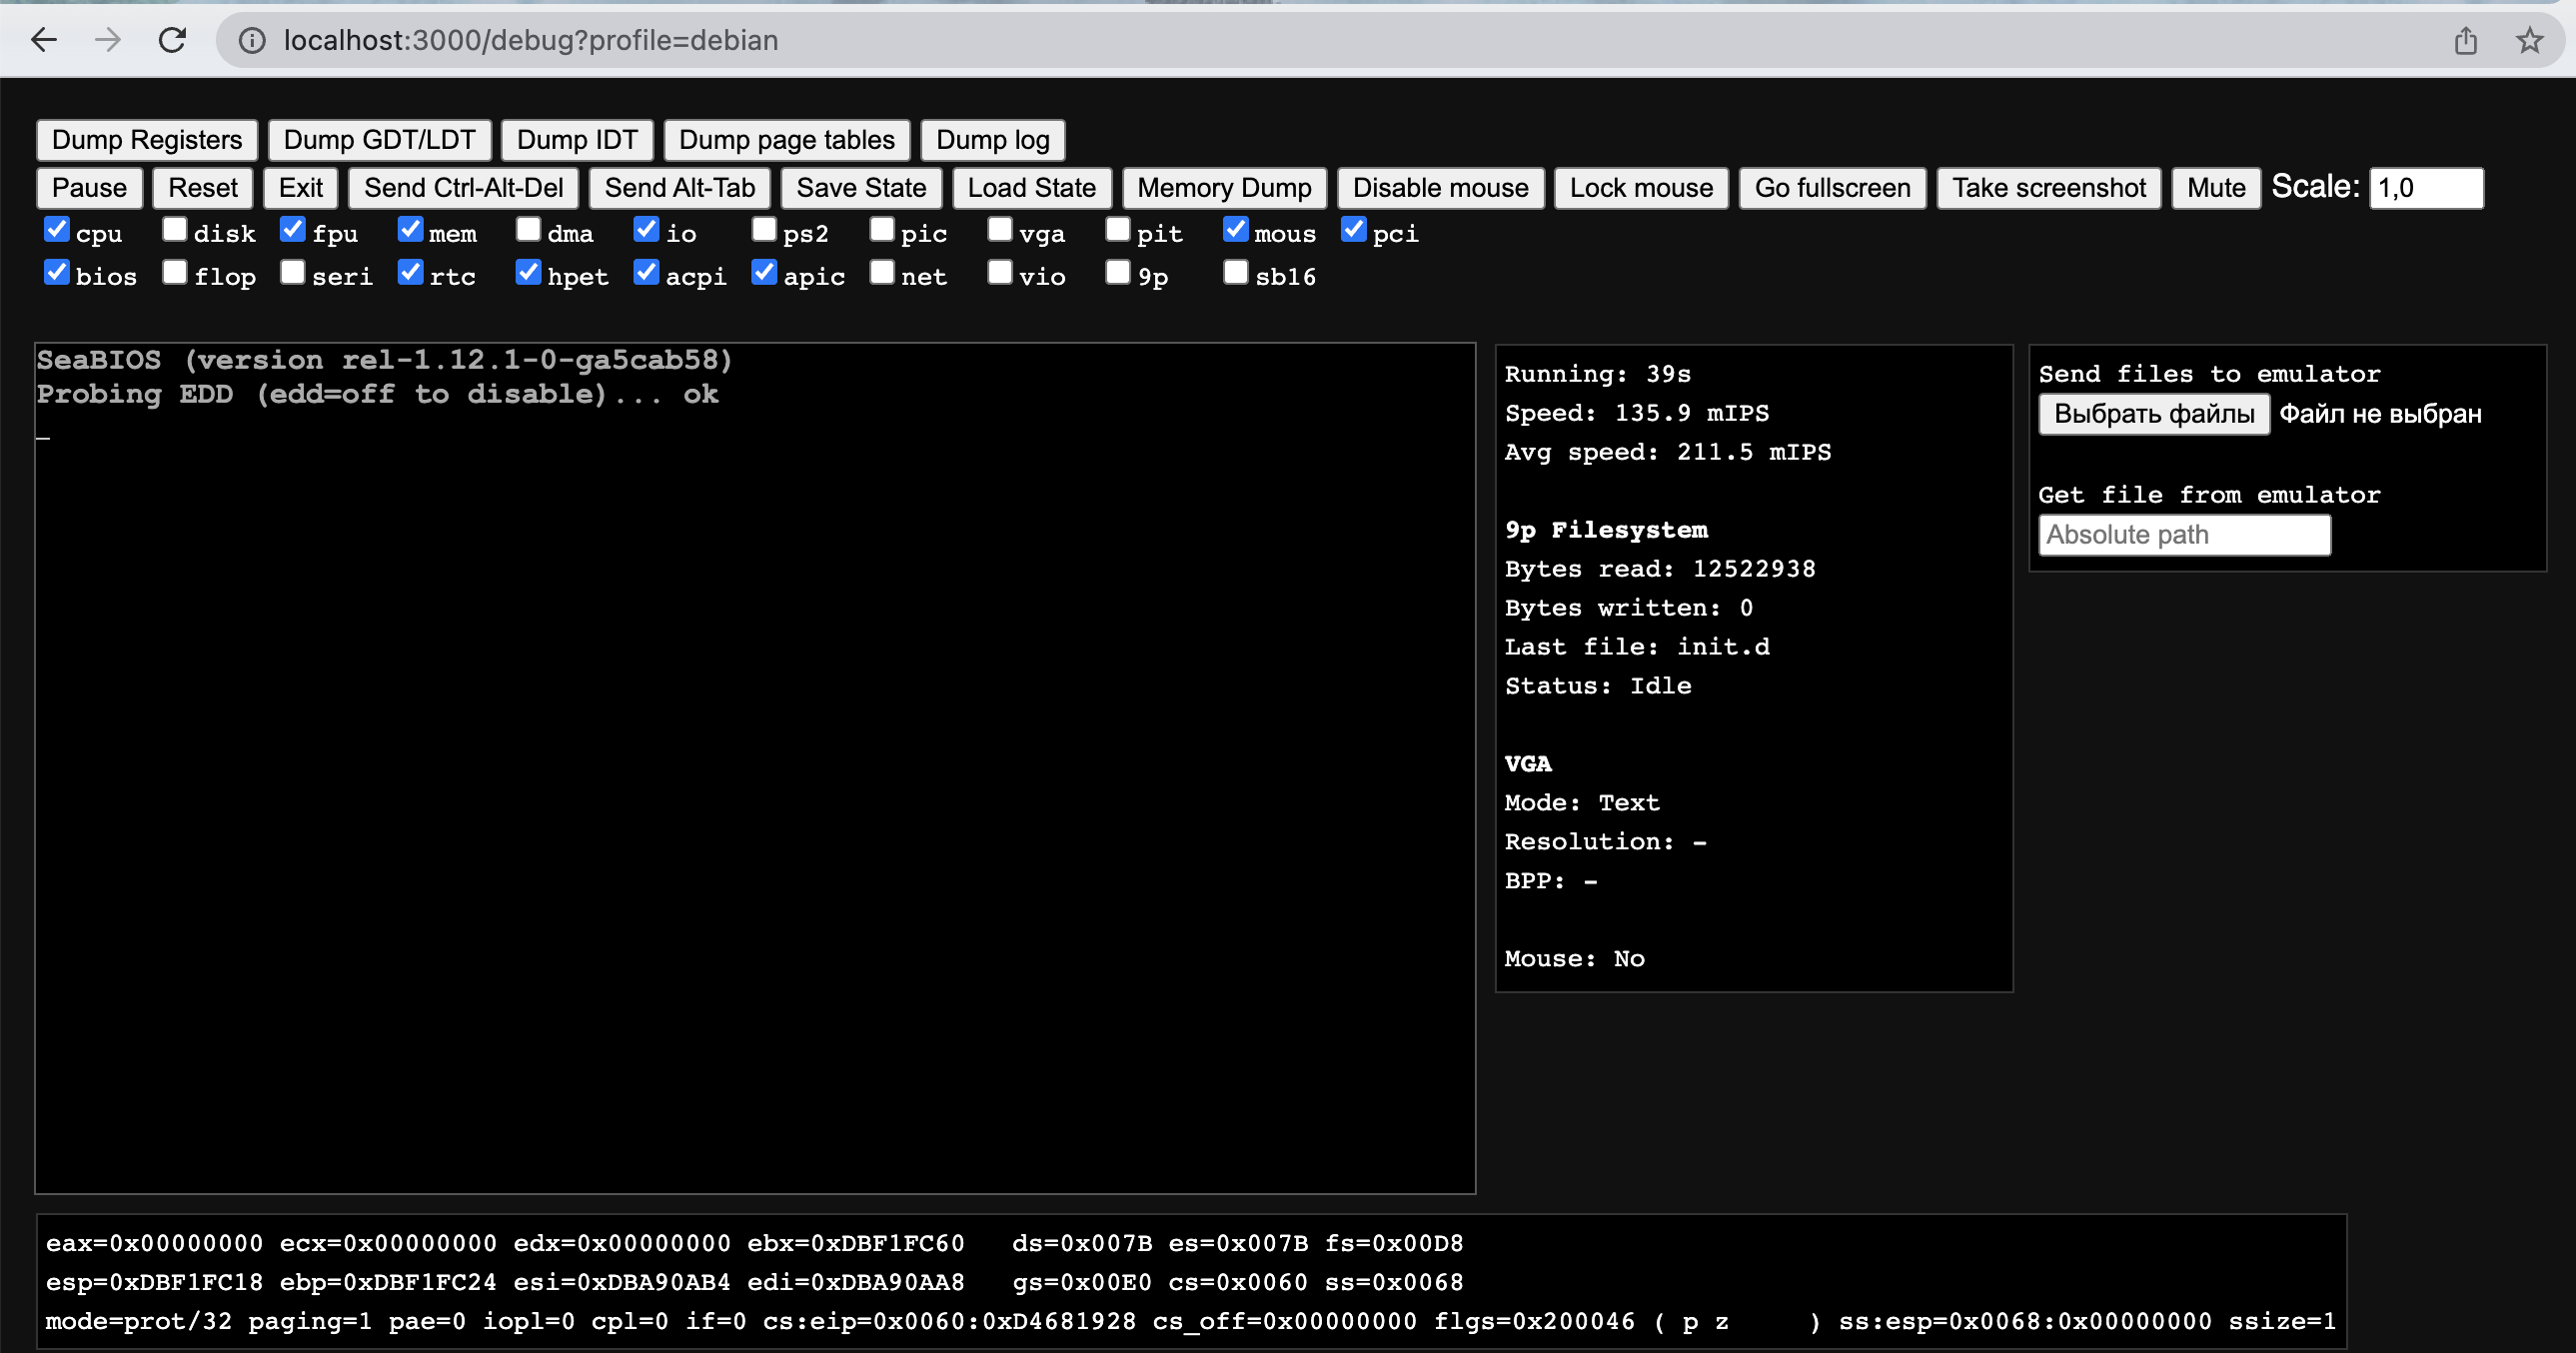 localhost:3000/debug?profile=debian
Dump Registers Dump GDT/LDT Dump IDT Dump page tables Dump log
Pause Reset Exit Send Ctrl-Alt-Del Send Alt-Tab Save State Load State Memory Dump Disable mouse Lock mouse Go fullscreen Take screenshot Mute Scale: 1,0
cpu disk fpu mem dma io ps2 pic vga pit mous pci
bios flop seri rtc hpet acpi apic net vio 9p sb16
SeaBIOS (version rel-1.12.1-0-ga5cab58)
Probing EDD (edd=off to disable)... ok
_
Running: 39s
Speed: 135.9 mIPS
Avg speed: 211.5 mIPS
9p Filesystem
Bytes read: 12522938
Bytes written: 0
Last file: init.d
Status: Idle
VGA
Mode: Text
Resolution: -
BPP: -
Mouse: No
Send files to emulator
Выбрать файлы Файл не выбран
Get file from emulator
Absolute path
eax=0x00000000 ecx=0x00000000 edx=0x00000000 ebx=0xDBF1FC60 ds=0x007B es=0x007B fs=0x00D8
esp=0xDBF1FC18 ebp=0xDBF1FC24 esi=0xDBA90AB4 edi=0xDBA90AA8 gs=0x00E0 cs=0x0060 ss=0x0068
mode=prot/32 paging=1 pae=0 iopl=0 cpl=0 if=0 cs:eip=0x0060:0xD4681928 cs_off=0x00000000 flgs=0x200046 ( p z ) ss:esp=0x0068:0x00000000 ssize=1